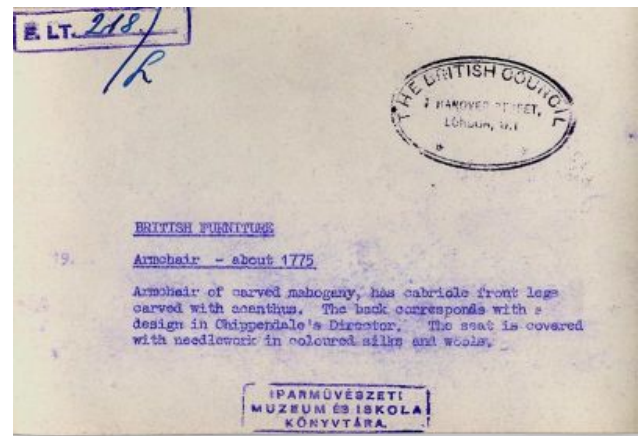 E. LT. 218.
/2
THE BRITISH COUNCIL
HANOVER STREET,
LONDON, W.1
BRITISH FURNITURE
19.
Armchair - about 1775
Armchair of carved mahogany, has cabriole front legs
carved with acanthus. The back corresponds with a
design in Chippendale's Director. The seat is covered
with needlework in coloured silks and wools.
IPARMŰVÉSZETI
MUZEUM ÉS ISKOLA
KÖNYVTÁRA.